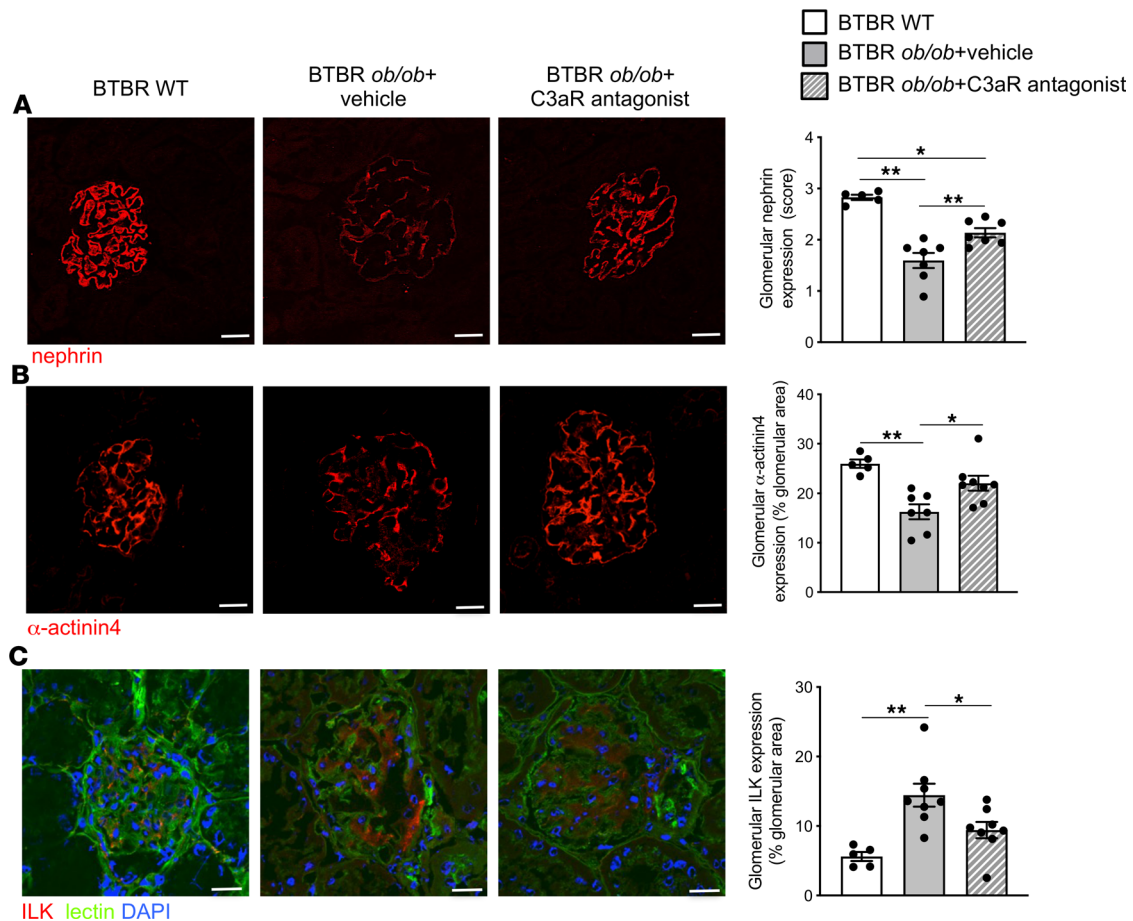 BTBR WT
BTBR ob/ob+vehicle
BTBR ob/ob+C3aR antagonist
BTBR WT
BTBR ob/ob+
vehicle
BTBR ob/ob+
C3aR antagonist
A
nephrin
Glomerular nephrin
expression (score)
4
3
2
1
0
*
**
**
B
α-actinin4
Glomerular α-actinin4
expression (% glomerular area)
40
30
20
10
0
**
*
C
ILK lectin DAPI
Glomerular ILK expression
(% glomerular area)
30
20
10
0
**
*